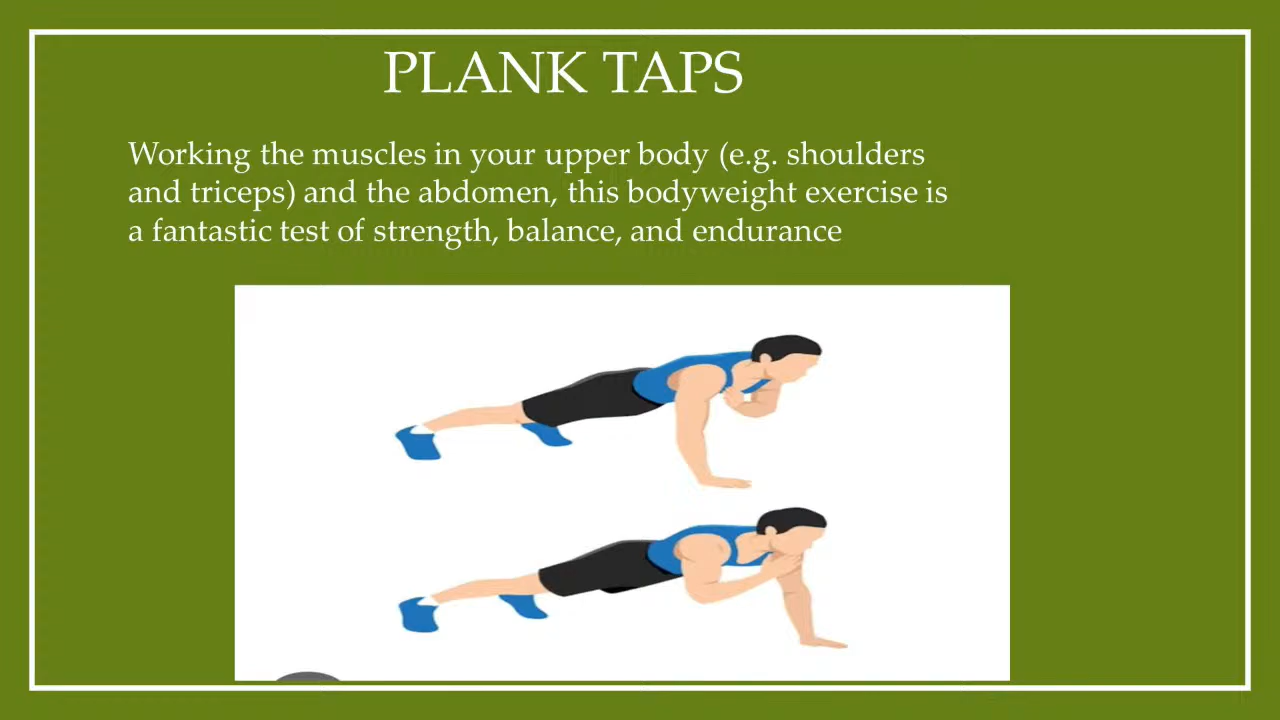 PLANK TAPS
Working the muscles in your upper body (e.g. shoulders
and triceps) and the abdomen, this bodyweight exercise is
a fantastic test of strength, balance, and endurance